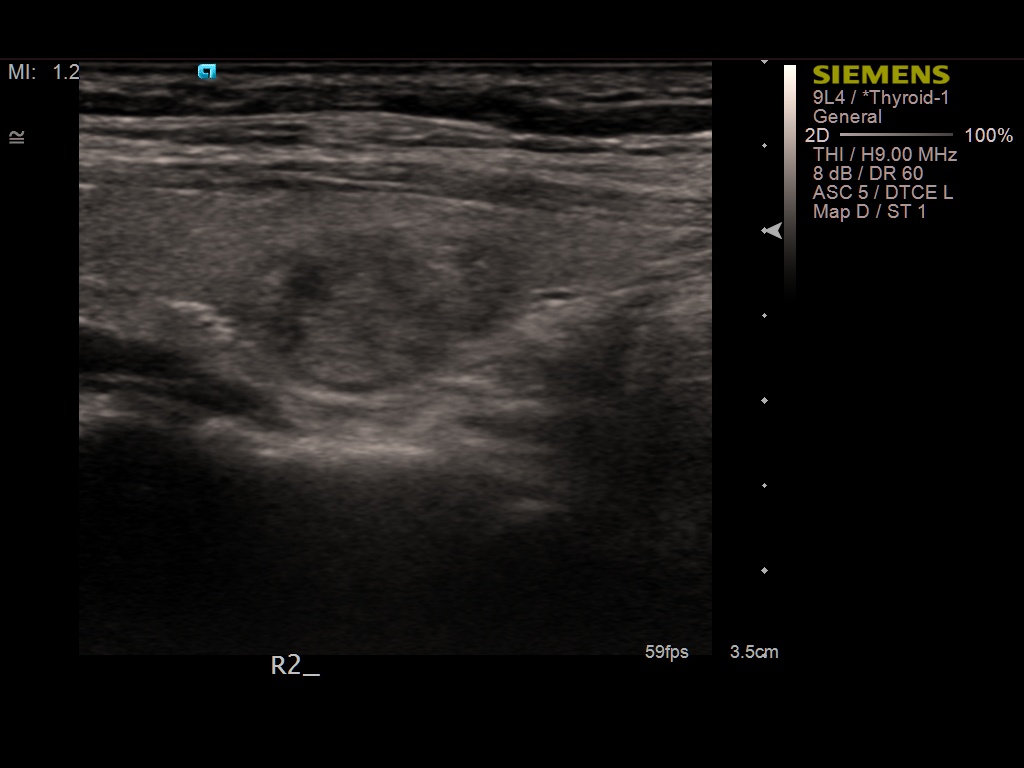 MI: 1.2
SIEMENS
9L4 / *Thyroid-1
General
2D 100%
THI / H9.00 MHz
8 dB / DR 60
ASC 5 / DTCE L
Map D / ST 1
59fps 3.5cm
R2_